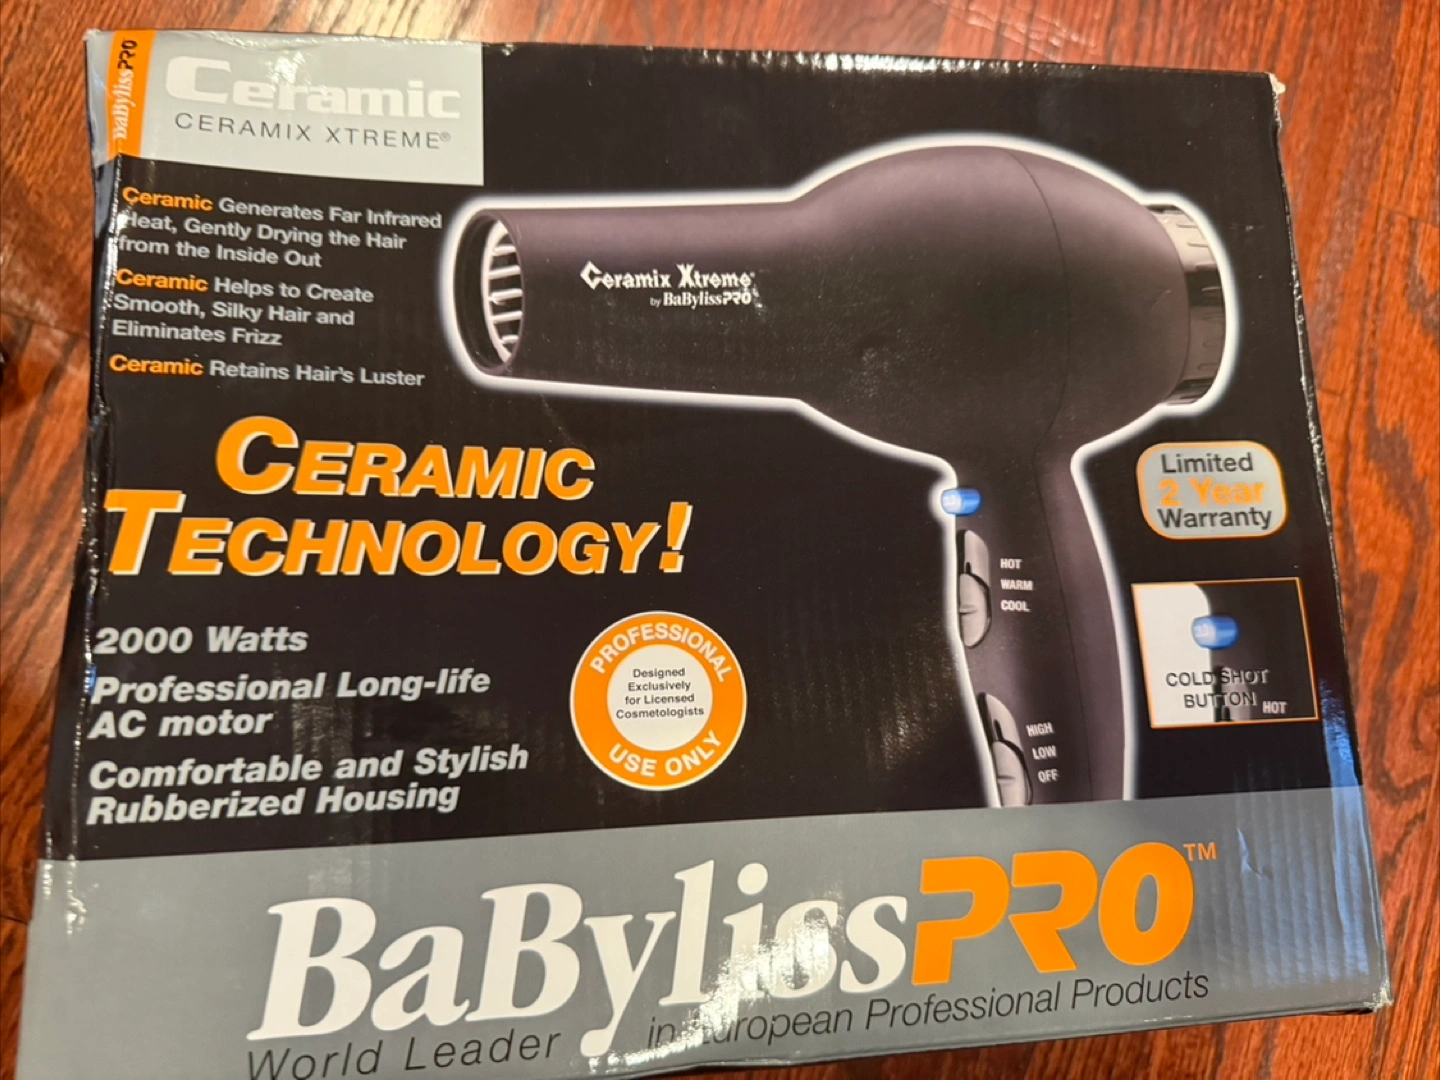 BaBylissPRO
Ceramic
CERAMIX XTREME®
Ceramic Generates Far Infrared
Heat, Gently Drying the Hair
from the Inside Out
Ceramic Helps to Create
Smooth, Silky Hair and
Eliminates Frizz
Ceramic Retains Hair's Luster
Ceramix Xtreme®
by BaBylissPRO
CERAMIC
TECHNOLOGY!
Limited
2 Year
Warranty
HOT
WARM
COOL
2000 Watts
Professional Long-life
AC motor
Comfortable and Stylish
Rubberized Housing
PROFESSIONAL
Designed
Exclusively
for Licensed
Cosmetologists
USE ONLY
COLD SHOT
BUTTON
HOT
HIGH
LOW
OFF
BaBylissPRO™
World Leader in European Professional Products